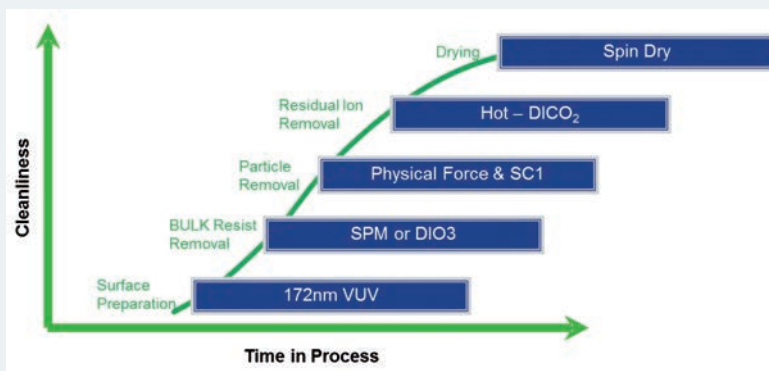 Drying
Spin Dry
Residual Ion
Removal
Hot – DICO₂
Particle
Removal
Physical Force & SC1
BULK Resist
Removal
SPM or DIO3
Surface
Preparation
172nm VUV
Cleanliness
Time in Process